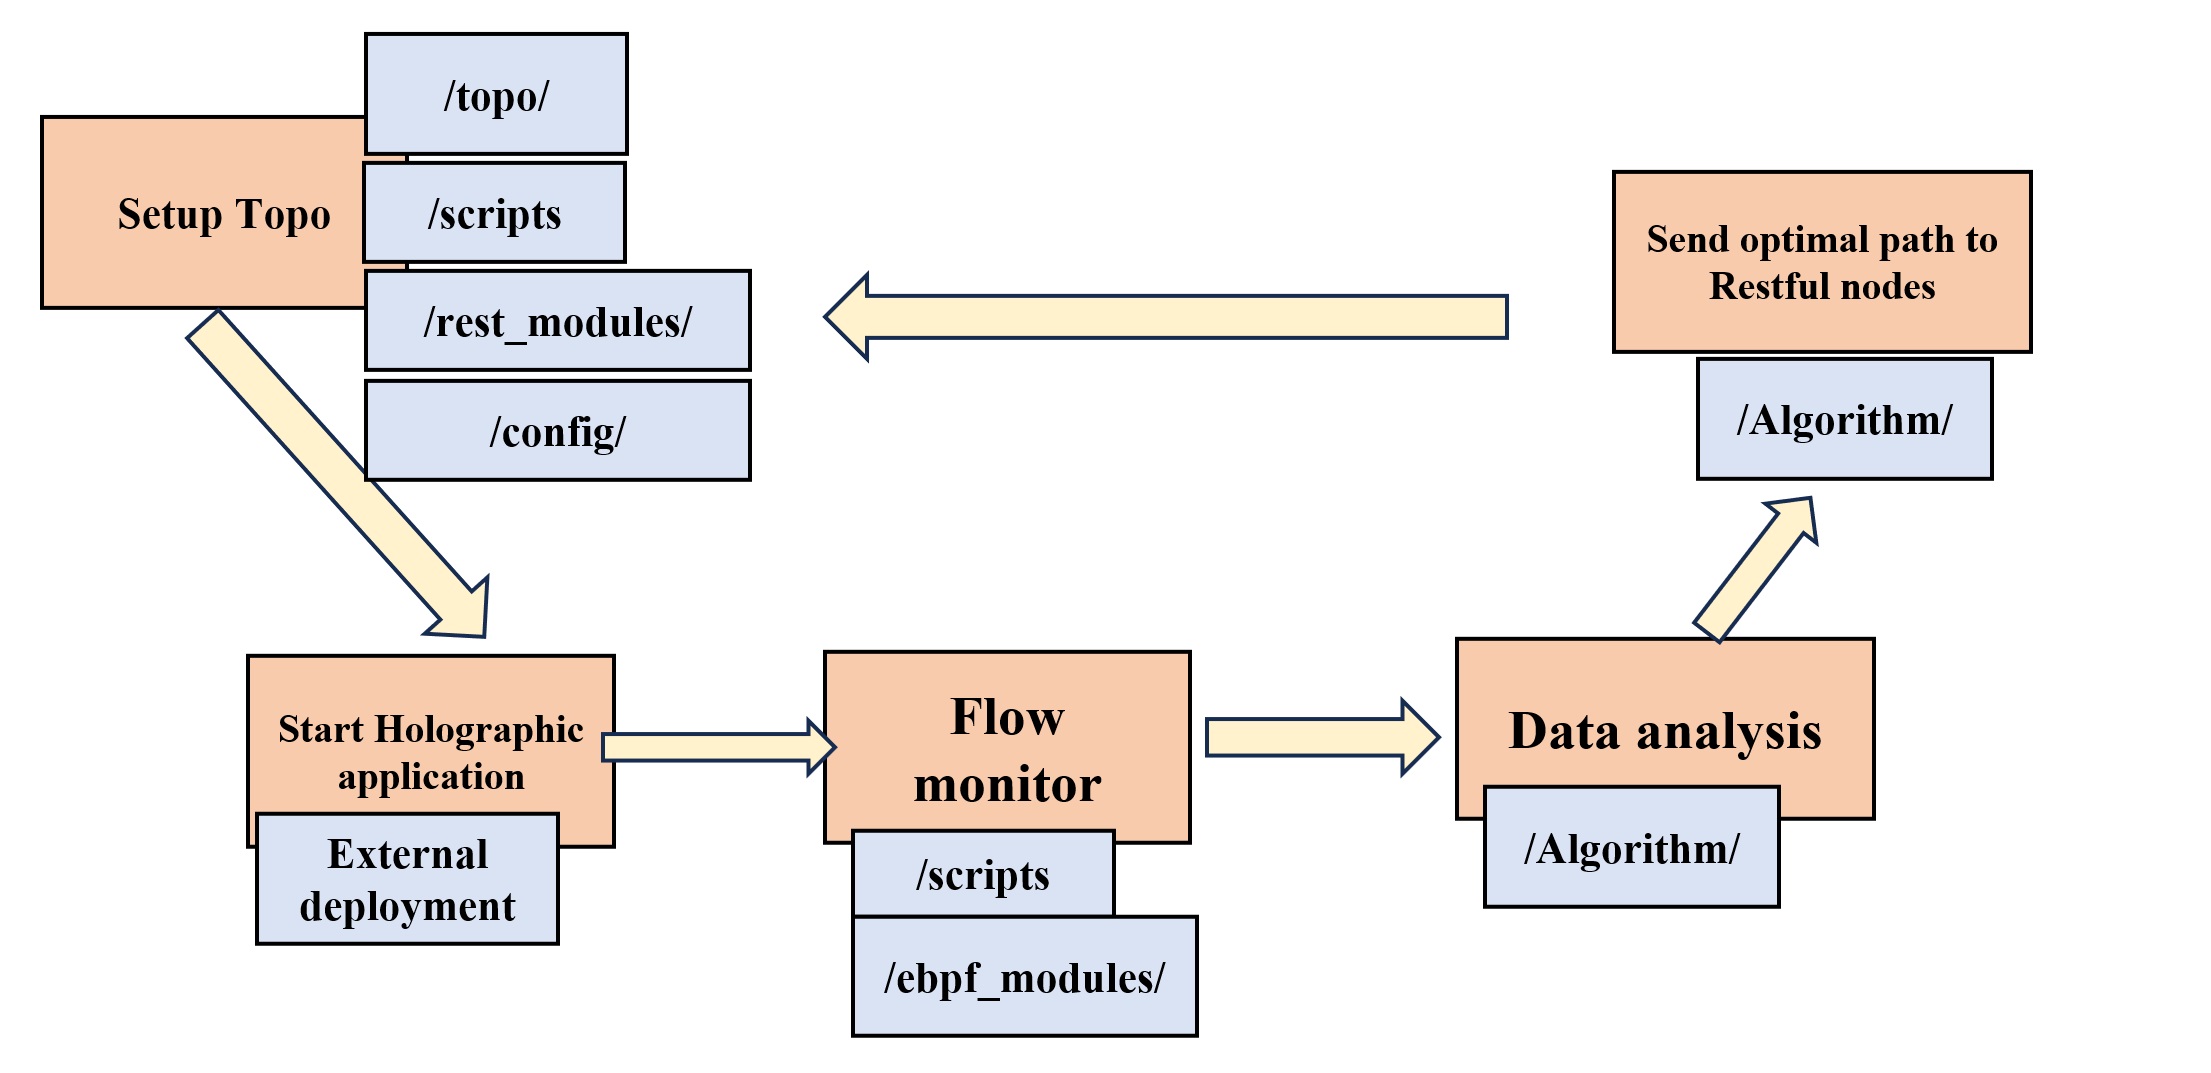 /topo/
Setup Topo
/scripts
/rest_modules/
/config/
Send optimal path to
Restful nodes
/Algorithm/
Start Holographic
application
External
deployment
Flow
monitor
/scripts
/ebpf_modules/
Data analysis
/Algorithm/